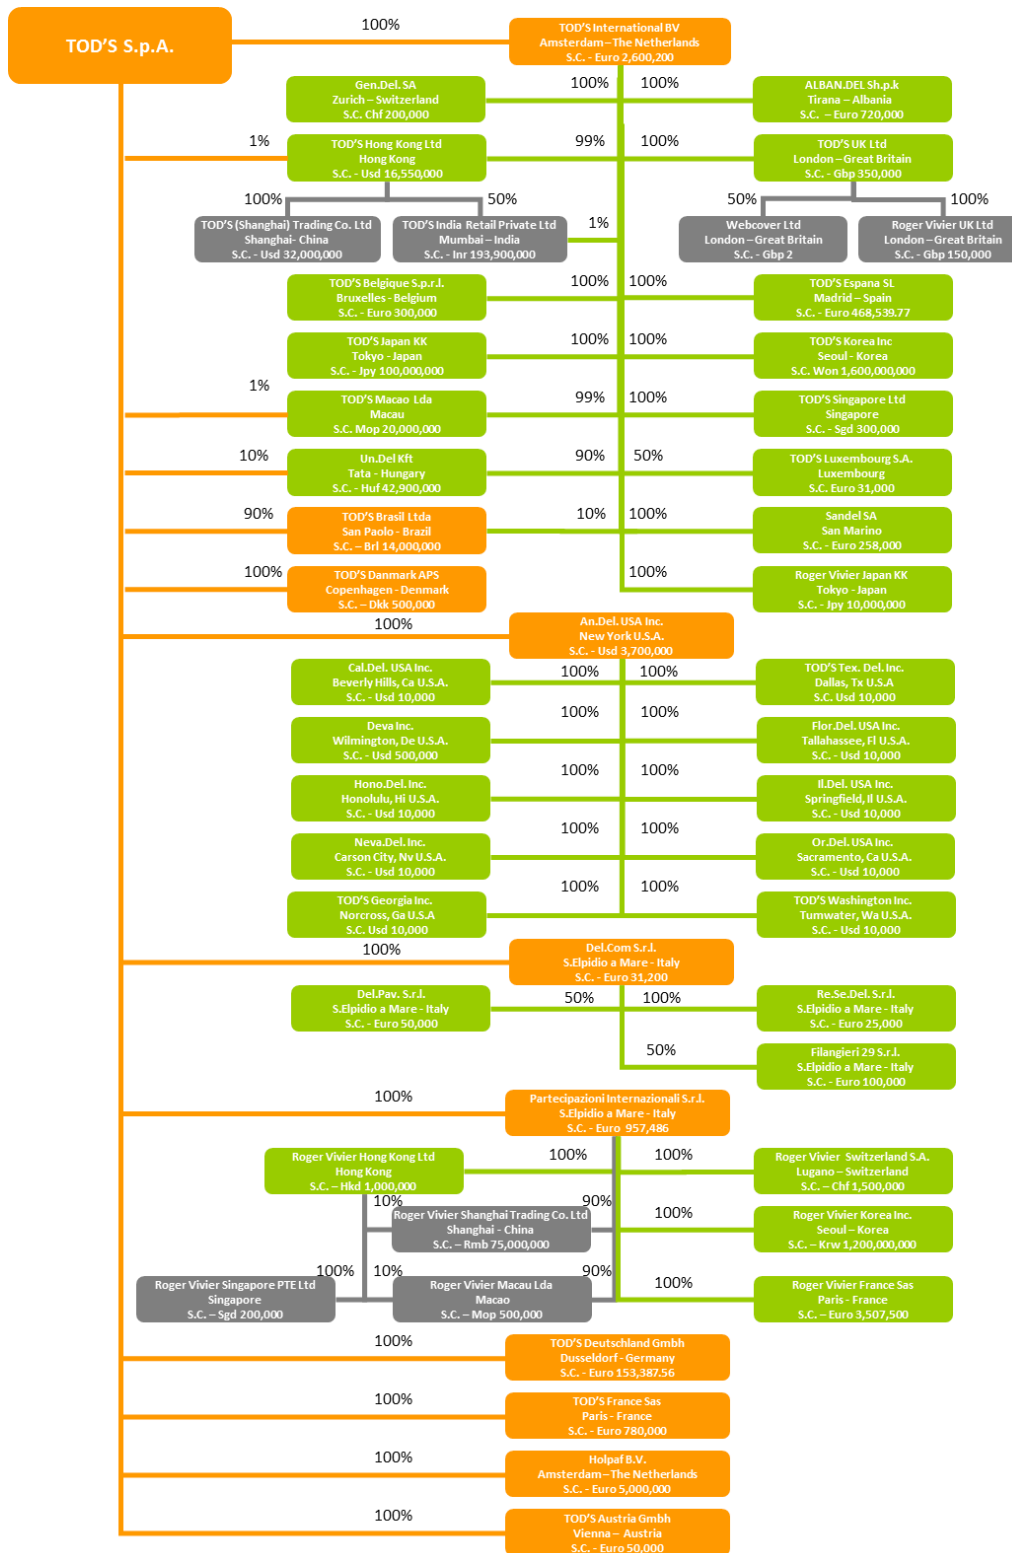 TOD'S S.p.A.
100%
TOD'S International BV
Amsterdam – The Netherlands
S.C. - Euro 2,600,200
Gen.Del. SA
Zurich – Switzerland
S.C. Chf 200,000
100%
100%
ALBAN.DEL Sh.p.k
Tirana – Albania
S.C. – Euro 720,000
1%
TOD'S Hong Kong Ltd
Hong Kong
S.C. - Usd 16,550,000
99%
100%
TOD'S UK Ltd
London – Great Britain
S.C. - Gbp 350,000
100%
50%
50%
100%
TOD'S (Shanghai) Trading Co. Ltd
Shanghai- China
S.C. - Usd 32,000,000
TOD'S India Retail Private Ltd
Mumbai – India
S.C. - Inr 193,900,000
1%
Webcover Ltd
London – Great Britain
S.C. - Gbp 2
Roger Vivier UK Ltd
London – Great Britain
S.C. - Gbp 150,000
TOD'S Belgique S.p.r.l.
Bruxelles - Belgium
S.C. - Euro 300,000
100%
100%
TOD'S Espana SL
Madrid – Spain
S.C. - Euro 468,539.77
TOD'S Japan KK
Tokyo - Japan
S.C. - Jpy 100,000,000
100%
100%
TOD'S Korea Inc
Seoul - Korea
S.C. Won 1,600,000,000
1%
TOD'S Macao Lda
Macau
S.C. Mop 20,000,000
99%
100%
TOD'S Singapore Ltd
Singapore
S.C. - Sgd 300,000
10%
Un.Del Kft
Tata - Hungary
S.C. - Huf 42,900,000
90%
50%
TOD'S Luxembourg S.A.
Luxembourg
S.C. Euro 31,000
90%
TOD'S Brasil Ltda
San Paolo - Brazil
S.C. – Brl 14,000,000
10%
100%
Sandel SA
San Marino
S.C. - Euro 258,000
100%
TOD'S Danmark APS
Copenhagen - Denmark
S.C. – Dkk 500,000
100%
Roger Vivier Japan KK
Tokyo - Japan
S.C. - Jpy 10,000,000
100%
An.Del. USA Inc.
New York U.S.A.
S.C. - Usd 3,700,000
Cal.Del. USA Inc.
Beverly Hills, Ca U.S.A.
S.C. - Usd 10,000
100%
100%
TOD'S Tex. Del. Inc.
Dallas, Tx U.S.A
S.C. Usd 10,000
Deva Inc.
Wilmington, De U.S.A.
S.C. - Usd 500,000
100%
100%
Flor.Del. USA Inc.
Tallahassee, Fl U.S.A.
S.C. - Usd 10,000
Hono.Del. Inc.
Honolulu, Hi U.S.A.
S.C. - Usd 10,000
100%
100%
Il.Del. USA Inc.
Springfield, Il U.S.A.
S.C. - Usd 10,000
Neva.Del. Inc.
Carson City, Nv U.S.A.
S.C. - Usd 10,000
100%
100%
Or.Del. USA Inc.
Sacramento, Ca U.S.A.
S.C. - Usd 10,000
TOD'S Georgia Inc.
Norcross, Ga U.S.A
S.C. Usd 10,000
100%
100%
TOD'S Washington Inc.
Tumwater, Wa U.S.A.
S.C. - Usd 10,000
100%
Del.Com S.r.l.
S.Elpidio a Mare - Italy
S.C. - Euro 31,200
Del.Pav. S.r.l.
S.Elpidio a Mare - Italy
S.C. - Euro 50,000
50%
100%
Re.Se.Del. S.r.l.
S.Elpidio a Mare - Italy
S.C. - Euro 25,000
50%
Filangieri 29 S.r.l.
S.Elpidio a Mare - Italy
S.C. - Euro 100,000
100%
Partecipazioni Internazionali S.r.l.
S.Elpidio a Mare - Italy
S.C. - Euro 957,486
Roger Vivier Hong Kong Ltd
Hong Kong
S.C. – Hkd 1,000,000
100%
100%
Roger Vivier Switzerland S.A.
Lugano – Switzerland
S.C. – Chf 1,500,000
10%
90%
Roger Vivier Shanghai Trading Co. Ltd
Shanghai - China
S.C. – Rmb 75,000,000
100%
Roger Vivier Korea Inc.
Seoul – Korea
S.C. – Krw 1,200,000,000
100%
10%
90%
Roger Vivier Singapore PTE Ltd
Singapore
S.C. – Sgd 200,000
Roger Vivier Macau Lda
Macao
S.C. – Mop 500,000
100%
Roger Vivier France Sas
Paris - France
S.C. – Euro 3,507,500
100%
TOD'S Deutschland Gmbh
Dusseldorf - Germany
S.C. - Euro 153,387.56
100%
TOD'S France Sas
Paris - France
S.C. - Euro 780,000
100%
Holpaf B.V.
Amsterdam – The Netherlands
S.C. - Euro 5,000,000
100%
TOD'S Austria Gmbh
Vienna – Austria
S.C. - Euro 50,000